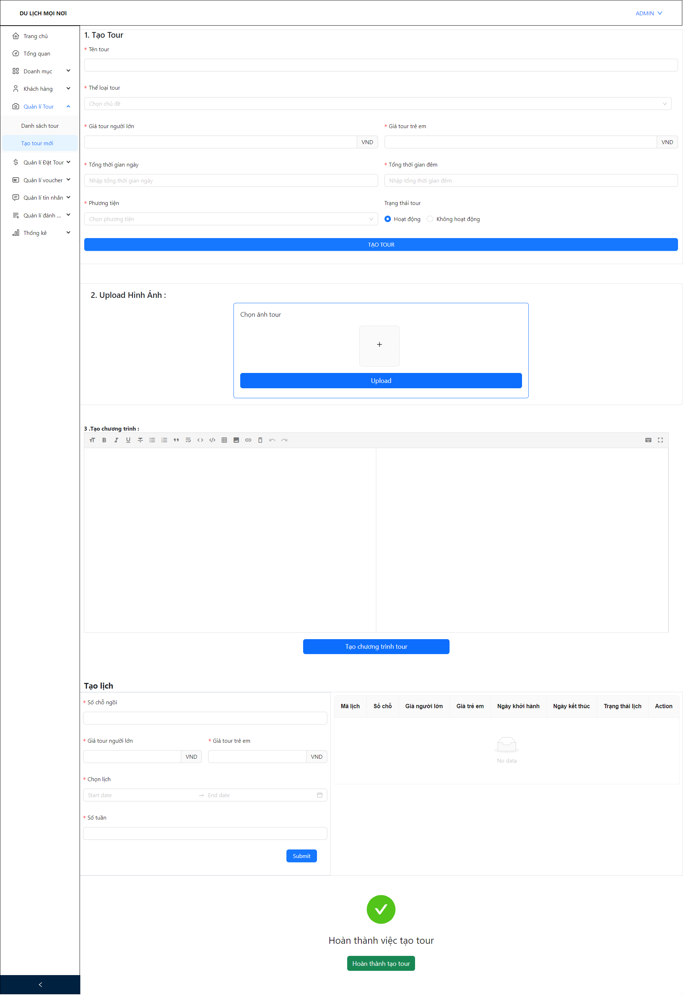 DU LỊCH MỌI NƠI
ADMIN
Trang chủ
Tổng quan
Doanh mục
Khách hàng
Quản lí Tour
Danh sách tour
Tạo tour mới
Quản lí Đặt Tour
Quản lí voucher
Quản lí tin nhắn
Quản lí đánh ...
Thống kê
1. Tạo Tour
* Tên tour
* Thể loại tour
Chọn chủ đề
* Giá tour người lớn
VND
* Giá tour trẻ em
VND
* Tổng thời gian ngày
Nhập tổng thời gian ngày
* Tổng thời gian đêm
Nhập tổng thời gian đêm
* Phương tiện
Chọn phương tiện
Trạng thái tour
Hoạt động Không hoạt động
TẠO TOUR
2. Upload Hình Ảnh :
Chọn ảnh tour
+
Upload
3 .Tạo chương trình :
Tạo chương trình tour
Tạo lịch
* Số chỗ ngồi
* Giá tour người lớn
VND
* Giá tour trẻ em
VND
* Chọn lịch
Start date → End date
* Số tuần
Submit
Mã lịch Số chỗ Giá người lớn Giá trẻ em Ngày khởi hành Ngày kết thúc Trạng thái lịch Action
No data
Hoàn thành việc tạo tour
Hoàn thành tạo tour